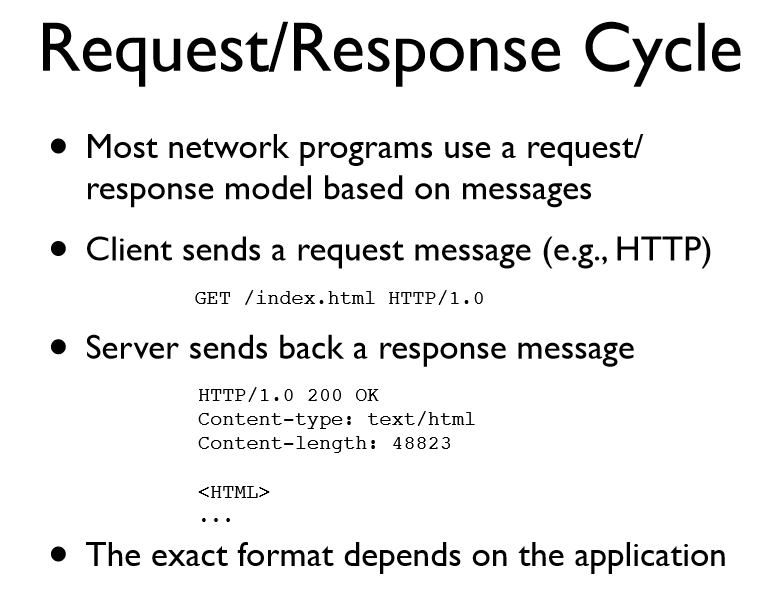 Request/Response Cycle
• Most network programs use a request/
response model based on messages
• Client sends a request message (e.g., HTTP)
GET /index.html HTTP/1.0
• Server sends back a response message
HTTP/1.0 200 OK
Content-type: text/html
Content-length: 48823
<HTML>
...
• The exact format depends on the application